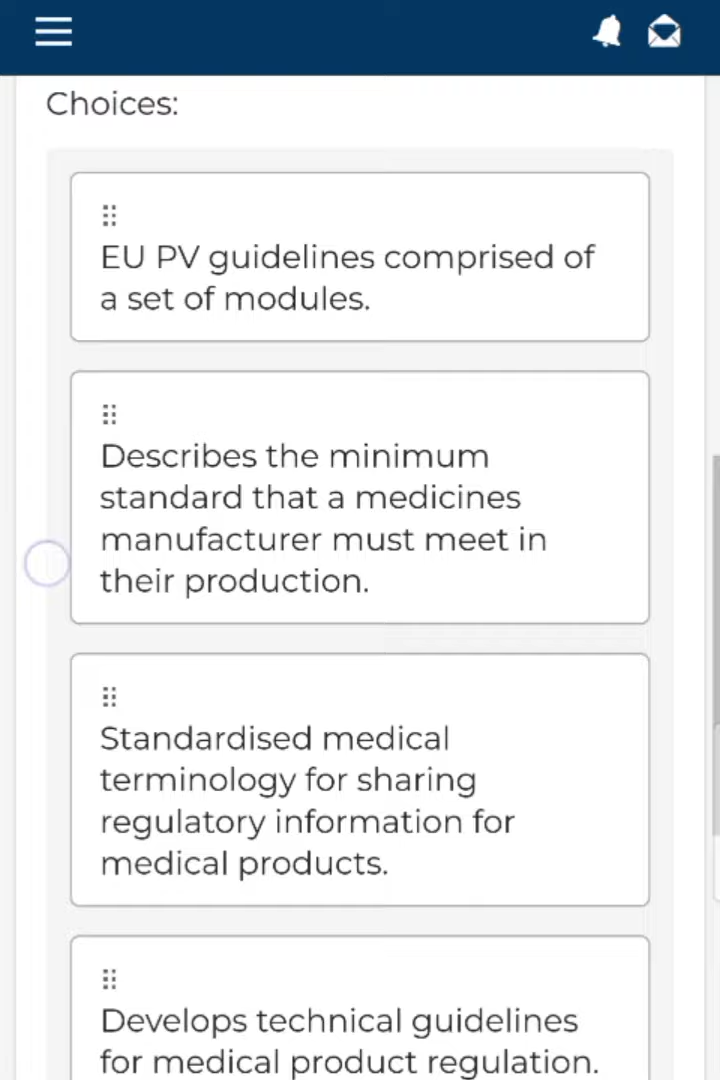 Choices:
EU PV guidelines comprised of
a set of modules.
Describes the minimum
standard that a medicines
manufacturer must meet in
their production.
Standardised medical
terminology for sharing
regulatory information for
medical products.
Develops technical guidelines
for medical product regulation.